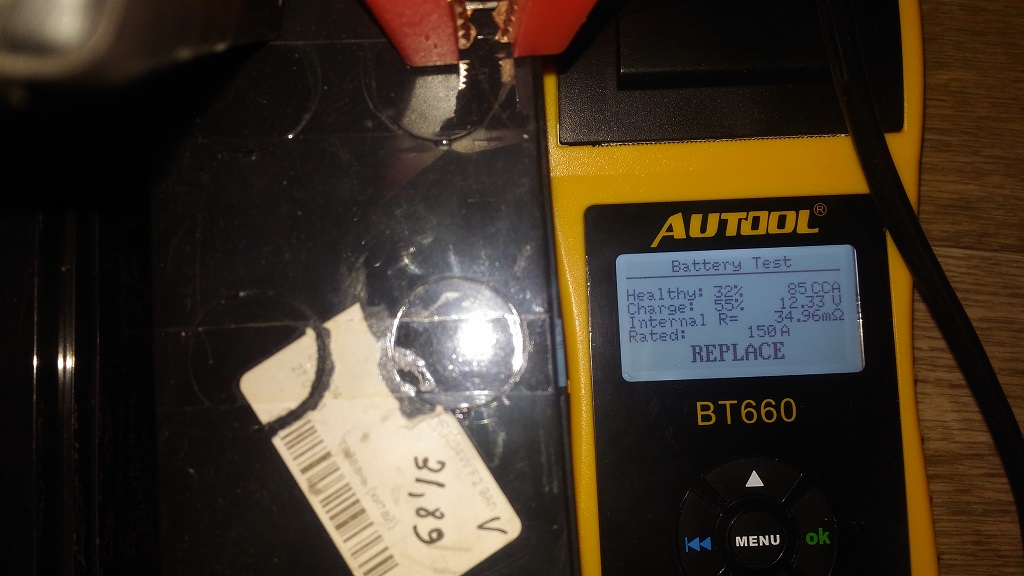 AUTOOL®
Battery Test
Healthy: 32% 85 CCA
Charge: 55% 12.33 V
Internal R= 34.96mΩ
Rated: 150 A
REPLACE
BT660
MENU
ok
31,89